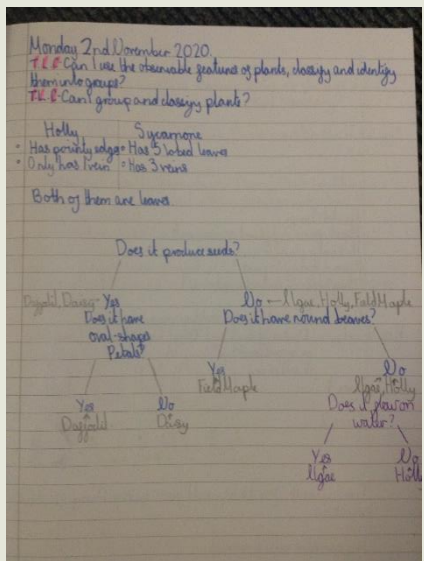 Monday 2nd November 2020.
T.L.Q. Can I use the observable features of plants, classify and identify
them into groups?
T.K.Q. Can I group and classify plants?
Holly Sycamore
• Has pointy edges • Has 5 lobed leaves
• Only has 1 vein • Has 3 veins
Both of them are leaves
Does it produce seeds?
Daffodil, Daisy - Yes No ← Algae, Holly, Field Maple
Does it have Does it have round leaves?
oval-shape
Petals?
Yes No
Field Maple Algae, Holly
Yes No Does it grow on
Daffodil Daisy water?
Yes No
Algae Holly